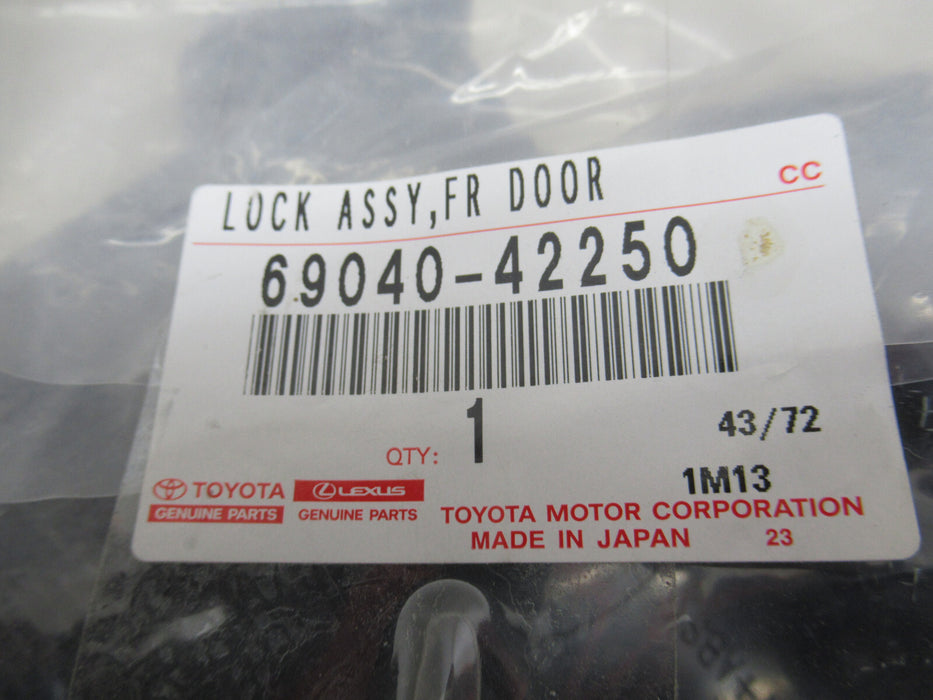 LOCK ASSY,FR DOOR
CC
69040-42250
QTY: 1
43/72
1M13
TOYOTA
GENUINE PARTS
LEXUS
GENUINE PARTS
TOYOTA MOTOR CORPORATION
MADE IN JAPAN 23